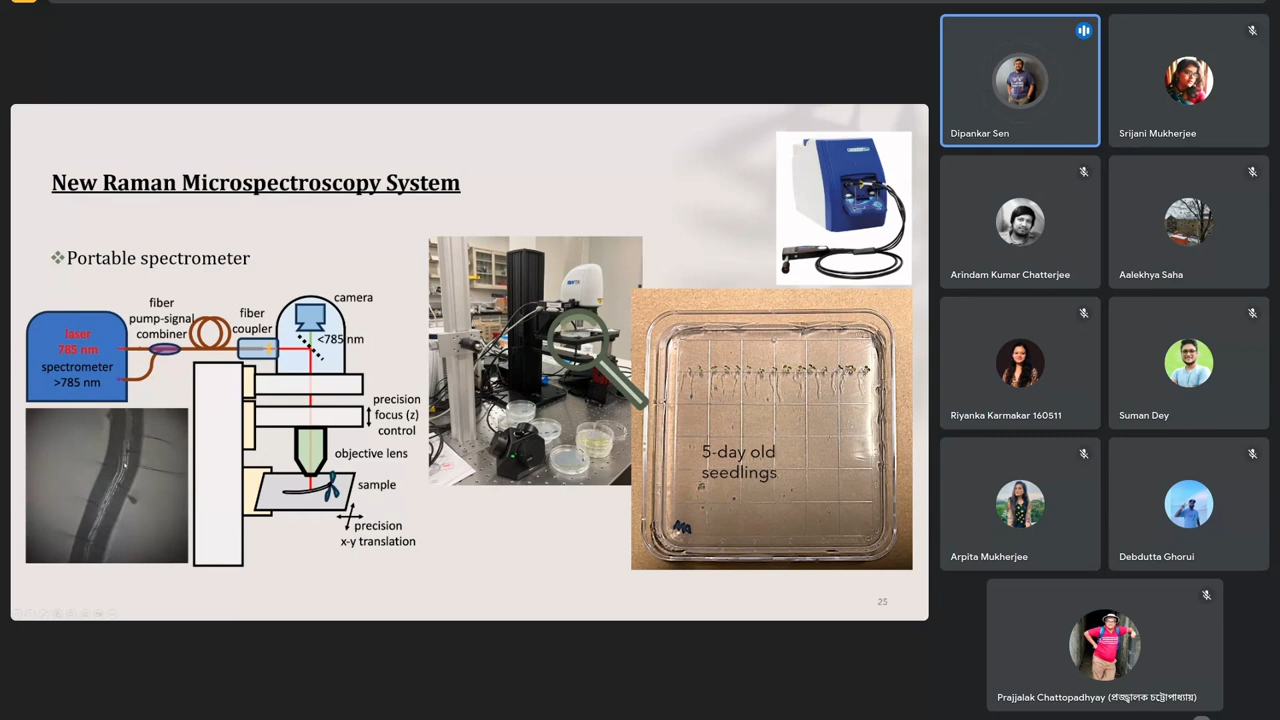 New Raman Microspectroscopy System
❖Portable spectrometer
laser
785 nm
spectrometer
>785 nm
fiber
pump-signal
combiner
fiber
coupler
camera
<785 nm
precision
focus (z)
control
objective lens
sample
precision
x-y translation
5-day old
seedlings
MA
25
Dipankar Sen
Srijani Mukherjee
Arindam Kumar Chatterjee
Aalekhya Saha
Riyanka Karmakar 160511
Suman Dey
Arpita Mukherjee
Debdutta Ghorui
Prajjalak Chattopadhyay (প্রজ্জ্বালক চট্টোপাধ্যায়)